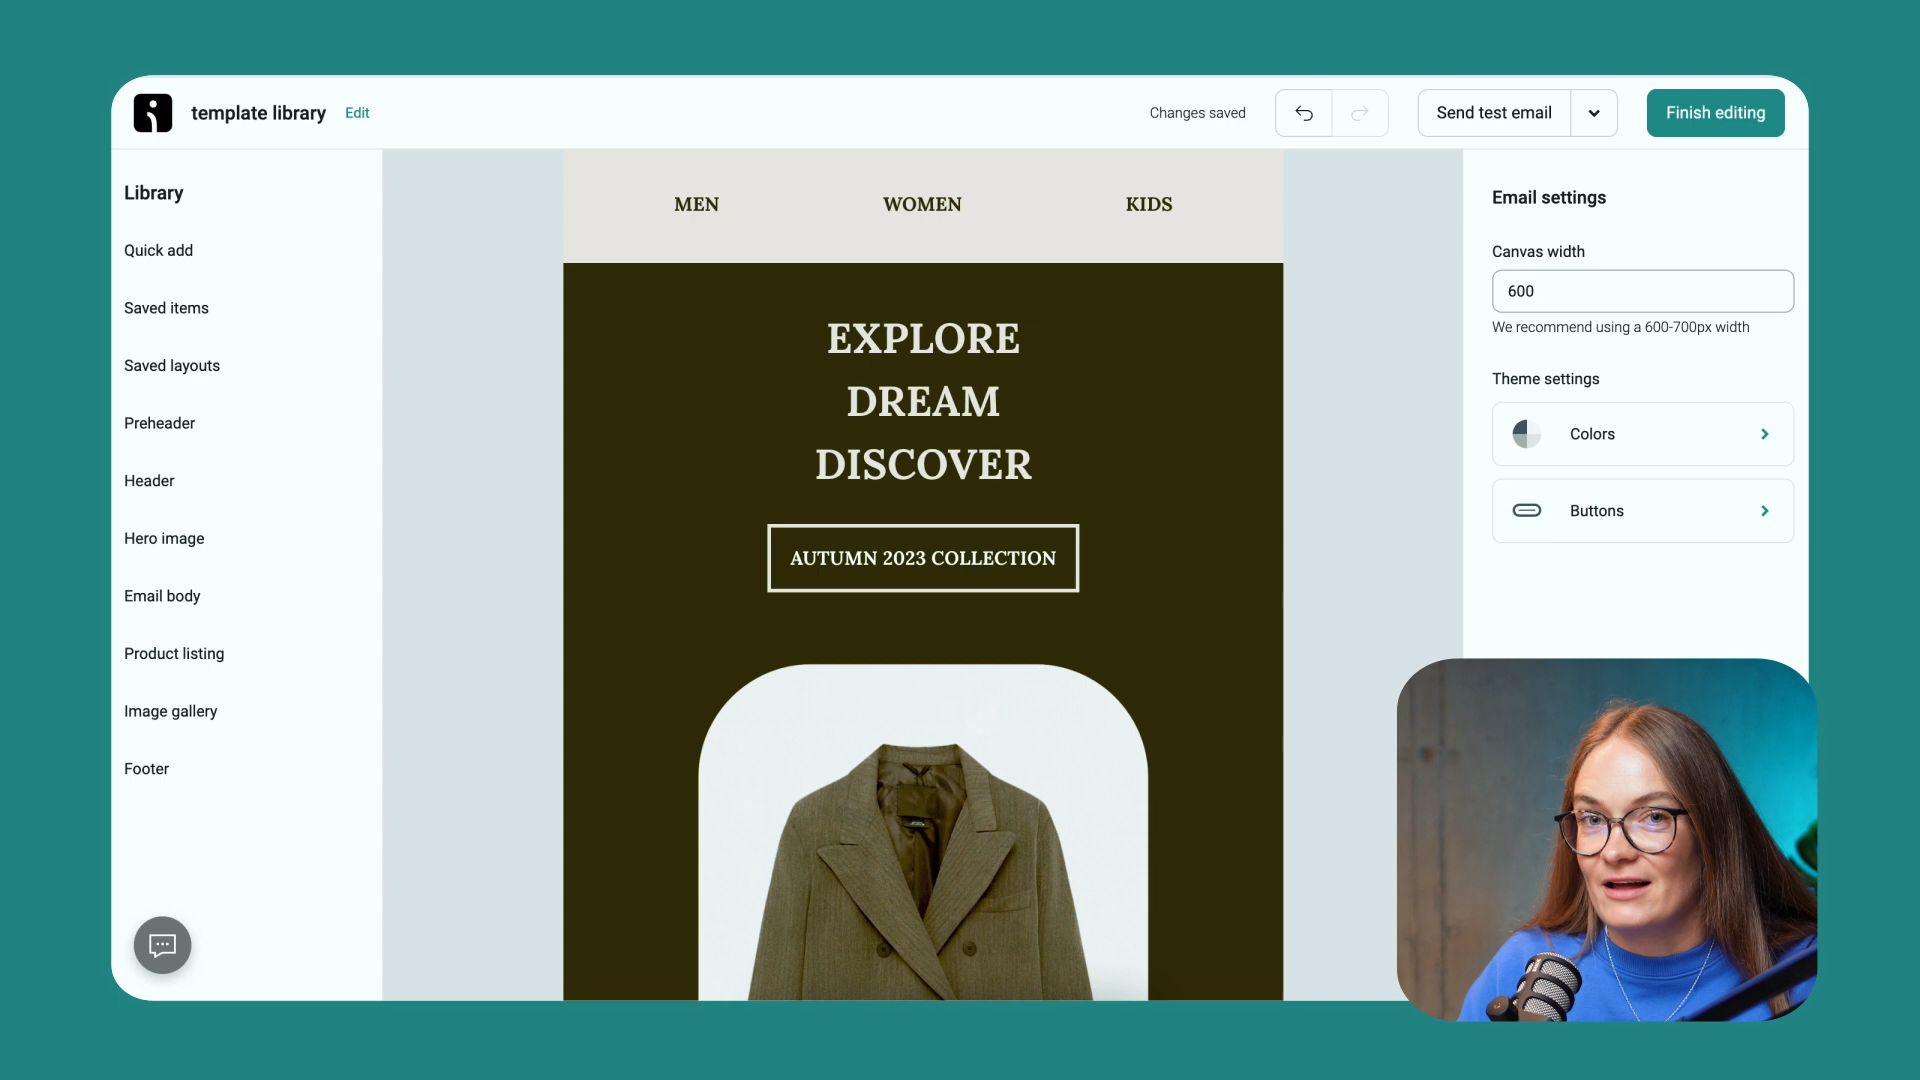 template library
Edit
Changes saved
Send test email
Finish editing
Library
Quick add
Saved items
Saved layouts
Preheader
Header
Hero image
Email body
Product listing
Image gallery
Footer
MEN
WOMEN
KIDS
EXPLORE
DREAM
DISCOVER
AUTUMN 2023 COLLECTION
Email settings
Canvas width
600
We recommend using a 600-700px width
Theme settings
Colors
Buttons